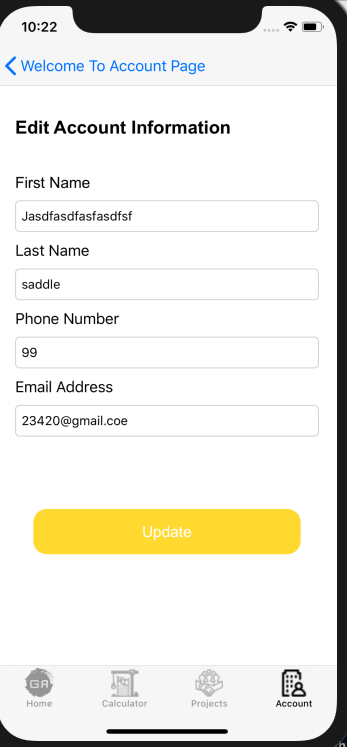 10:22
Welcome To Account Page
Edit Account Information
First Name
Jasdfasdfasfasdfsf
Last Name
saddle
Phone Number
99
Email Address
23420@gmail.coe
Update
GA
Home
Calculator
Projects
Account